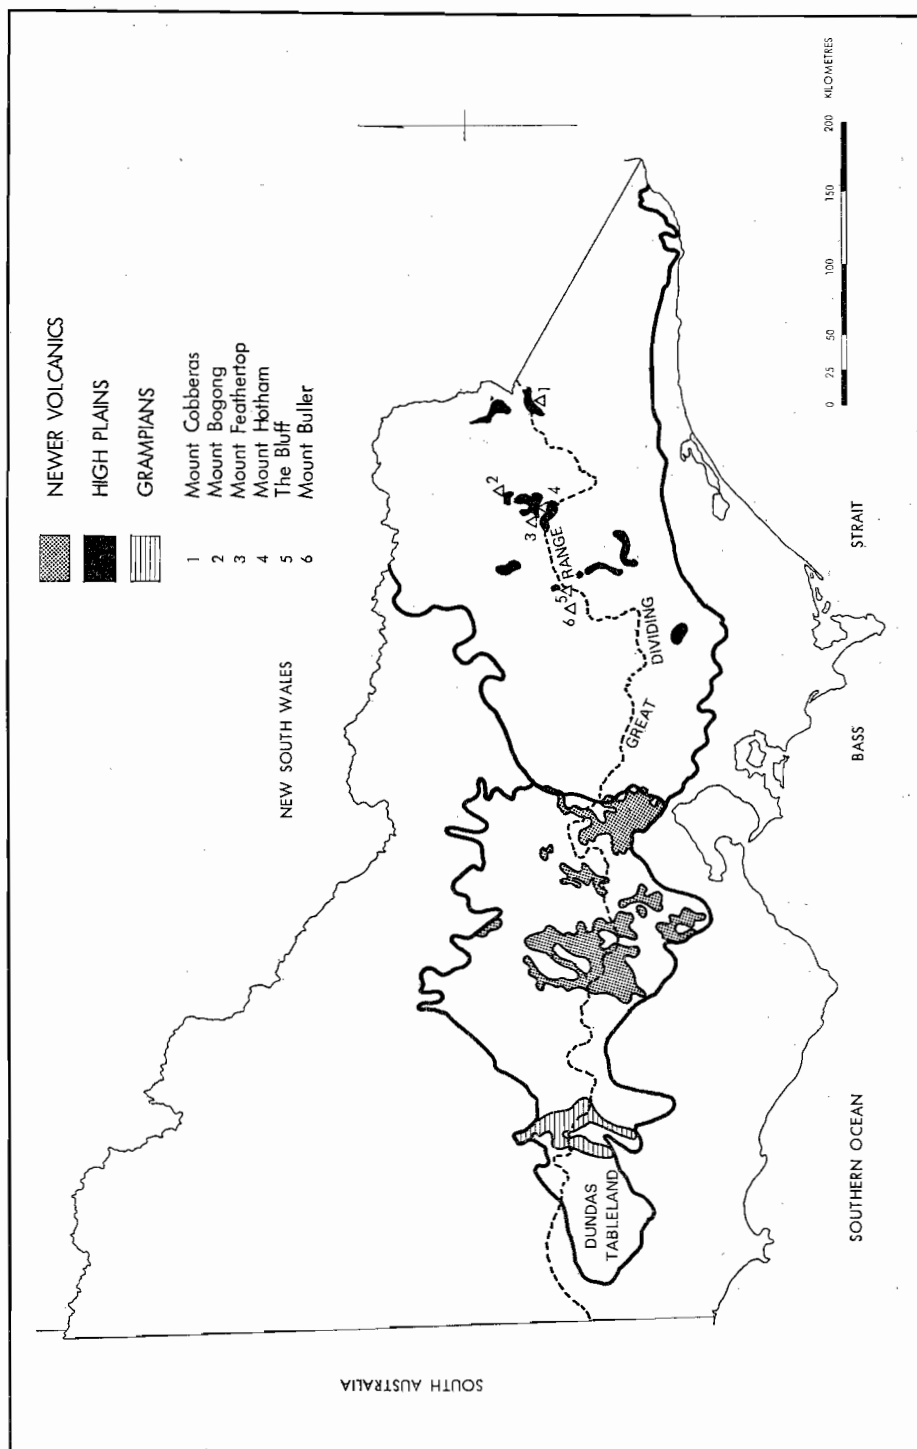 NEWER VOLCANICS
HIGH PLAINS
GRAMPIANS
1 Mount Cobberas
2 Mount Bogong
3 Mount Feathertop
4 Mount Hotham
5 The Bluff
6 Mount Buller
NEW SOUTH WALES
SOUTH AUSTRALIA
1
2
3
4
5
6
RANGE
DIVIDING
GREAT
DUNDAS
TABLELAND
SOUTHERN OCEAN
BASS
STRAIT
0 25 50 100 150 200
KILOMETRES